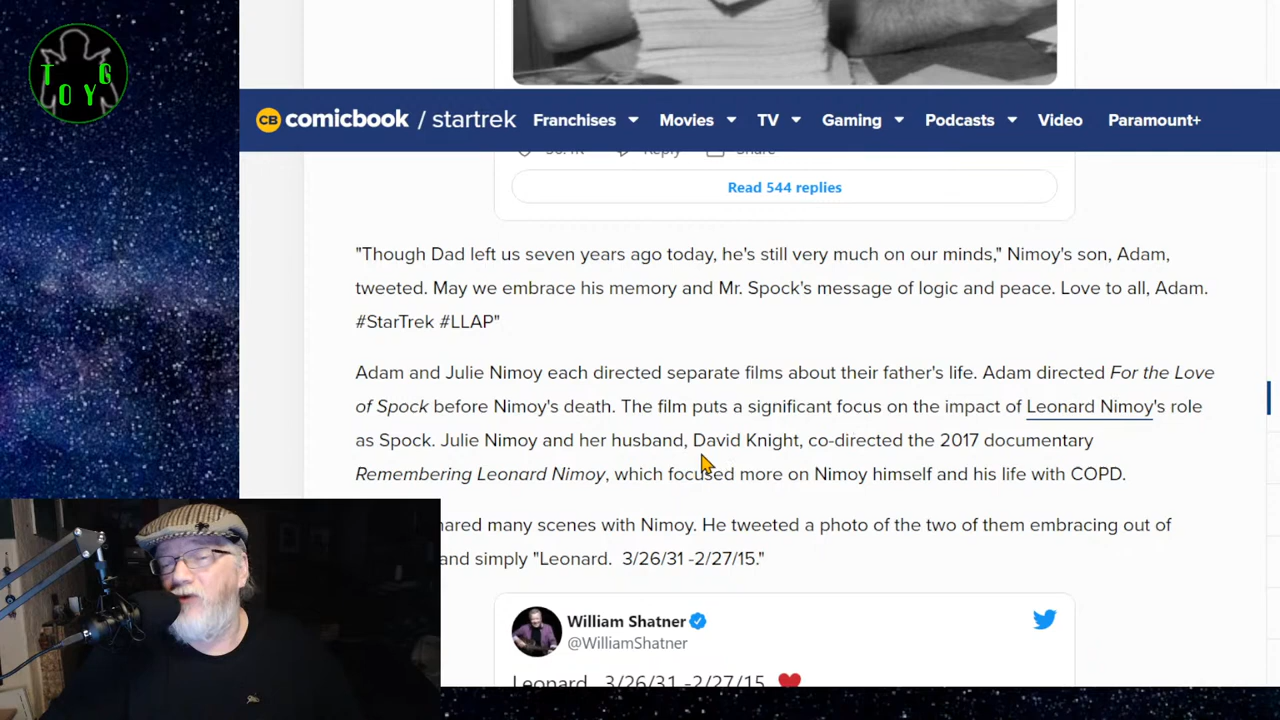 T O Y G
CB comicbook / startrek Franchises Movies TV Gaming Podcasts Video Paramount+
Reply Share
Read 544 replies
"Though Dad left us seven years ago today, he's still very much on our minds," Nimoy's son, Adam,
tweeted. May we embrace his memory and Mr. Spock's message of logic and peace. Love to all, Adam.
#StarTrek #LLAP"
Adam and Julie Nimoy each directed separate films about their father's life. Adam directed For the Love
of Spock before Nimoy's death. The film puts a significant focus on the impact of Leonard Nimoy's role
as Spock. Julie Nimoy and her husband, David Knight, co-directed the 2017 documentary
Remembering Leonard Nimoy, which focused more on Nimoy himself and his life with COPD.
many scenes with Nimoy. He tweeted a photo of the two of them embracing out of
and simply "Leonard. 3/26/31 -2/27/15."
William Shatner
@WilliamShatner
Leonard. 3/26/31 -2/27/15. ❤